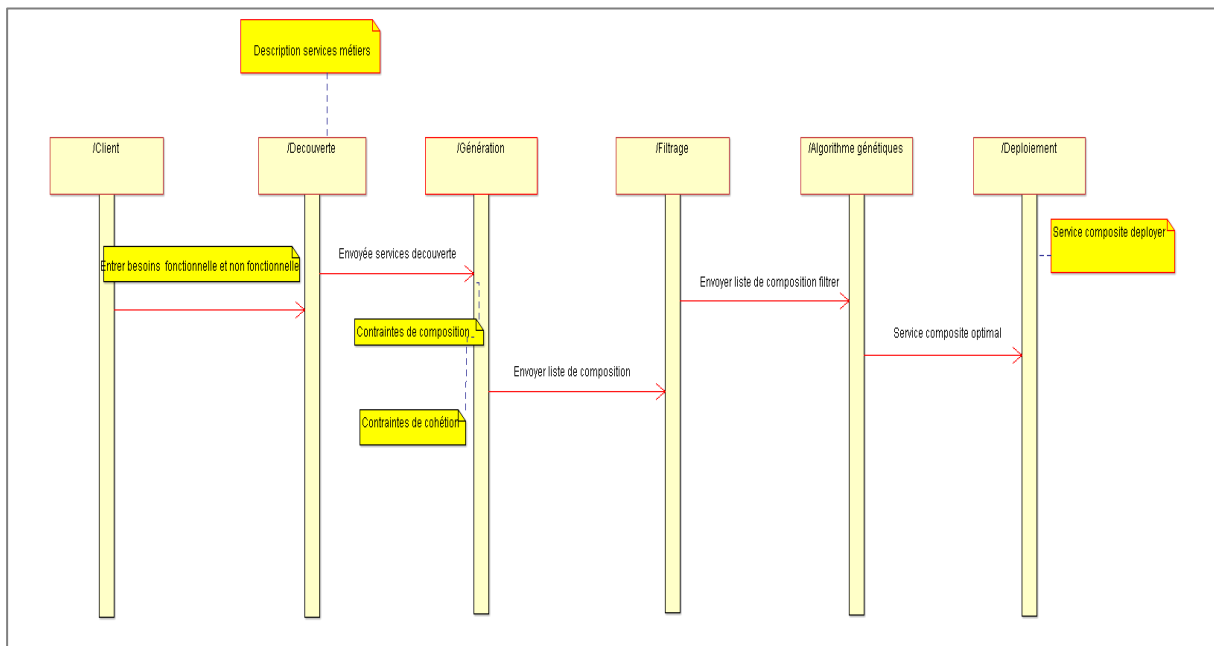 Description services métiers
/Client
/Decouverte
/Génération
/Filtrage
/Algorithme génétiques
/Deploiement
Service composite deployer
Envoyée services decouverte
Entrer besoins fonctionnelle et non fonctionnelle
Envoyer liste de composition filtrer
Contraintes de composition
Service composite optimal
Envoyer liste de composition
Contraintes de cohétion